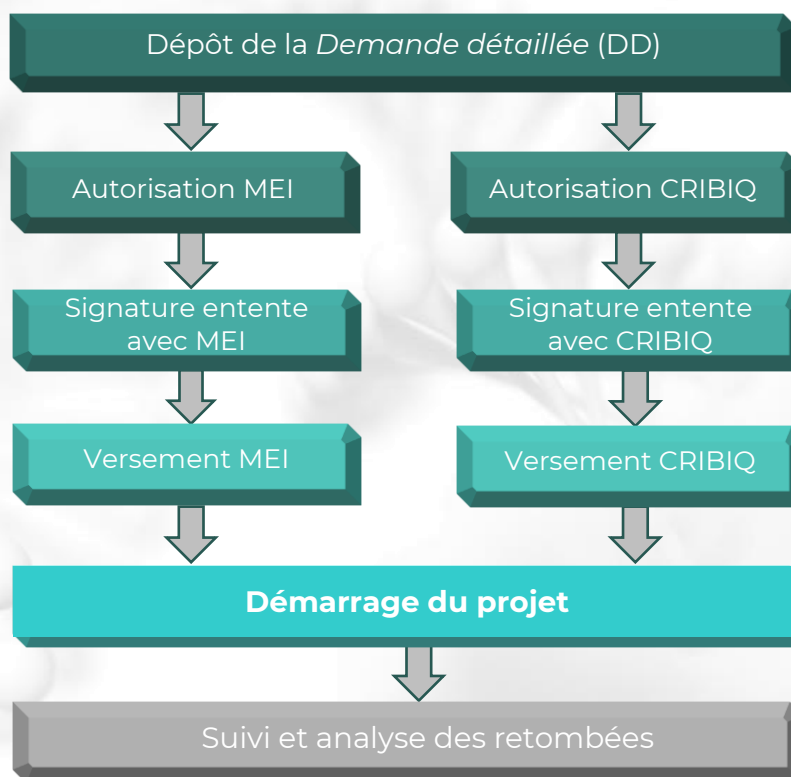 Dépôt de la Demande détaillée (DD)
Autorisation MEI
Autorisation CRIBIQ
Signature entente
avec MEI
Signature entente
avec CRIBIQ
Versement MEI
Versement CRIBIQ
Démarrage du projet
Suivi et analyse des retombées